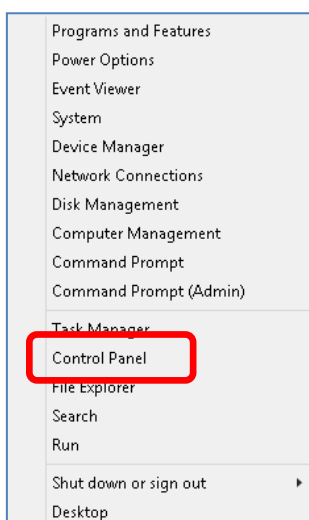 Programs and Features
Power Options
Event Viewer
System
Device Manager
Network Connections
Disk Management
Computer Management
Command Prompt
Command Prompt (Admin)
Task Manager
Control Panel
File Explorer
Search
Run
Shut down or sign out
Desktop